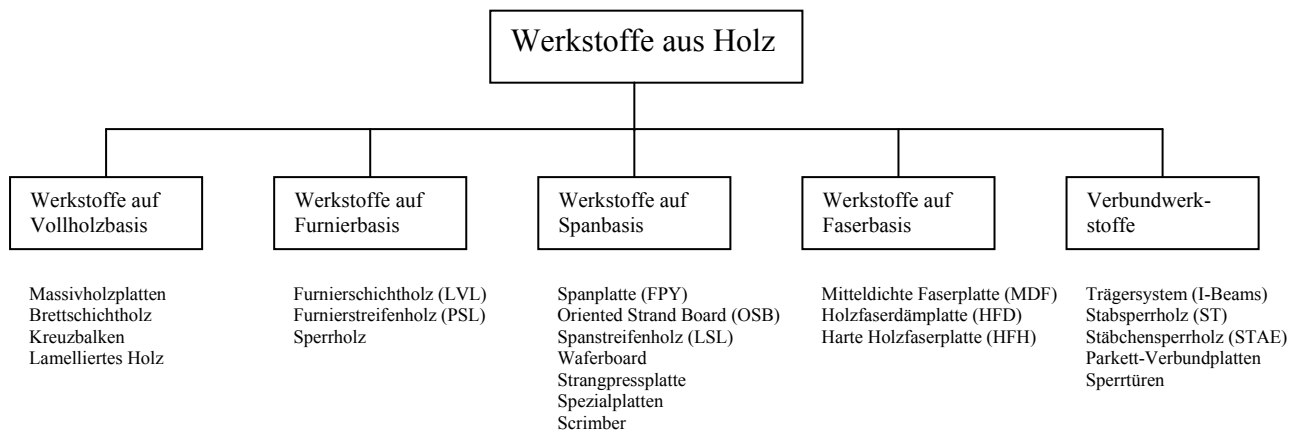 Werkstoffe aus Holz
Werkstoffe auf
Vollholzbasis
Werkstoffe auf
Furnierbasis
Werkstoffe auf
Spanbasis
Werkstoffe auf
Faserbasis
Verbundwerk-
stoffe
Massivholzplatten
Brettschichtholz
Kreuzbalken
Lamelliertes Holz
Furnierschichtholz (LVL)
Furnierstreifenholz (PSL)
Sperrholz
Spanplatte (FPY)
Oriented Strand Board (OSB)
Spanstreifenholz (LSL)
Waferboard
Strangpressplatte
Spezialplatten
Scrimber
Mitteldichte Faserplatte (MDF)
Holzfaserdämplatte (HFD)
Harte Holzfaserplatte (HFH)
Trägersystem (I-Beams)
Stabsperrholz (ST)
Stäbchensperrholz (STAE)
Parkett-Verbundplatten
Sperrtüren